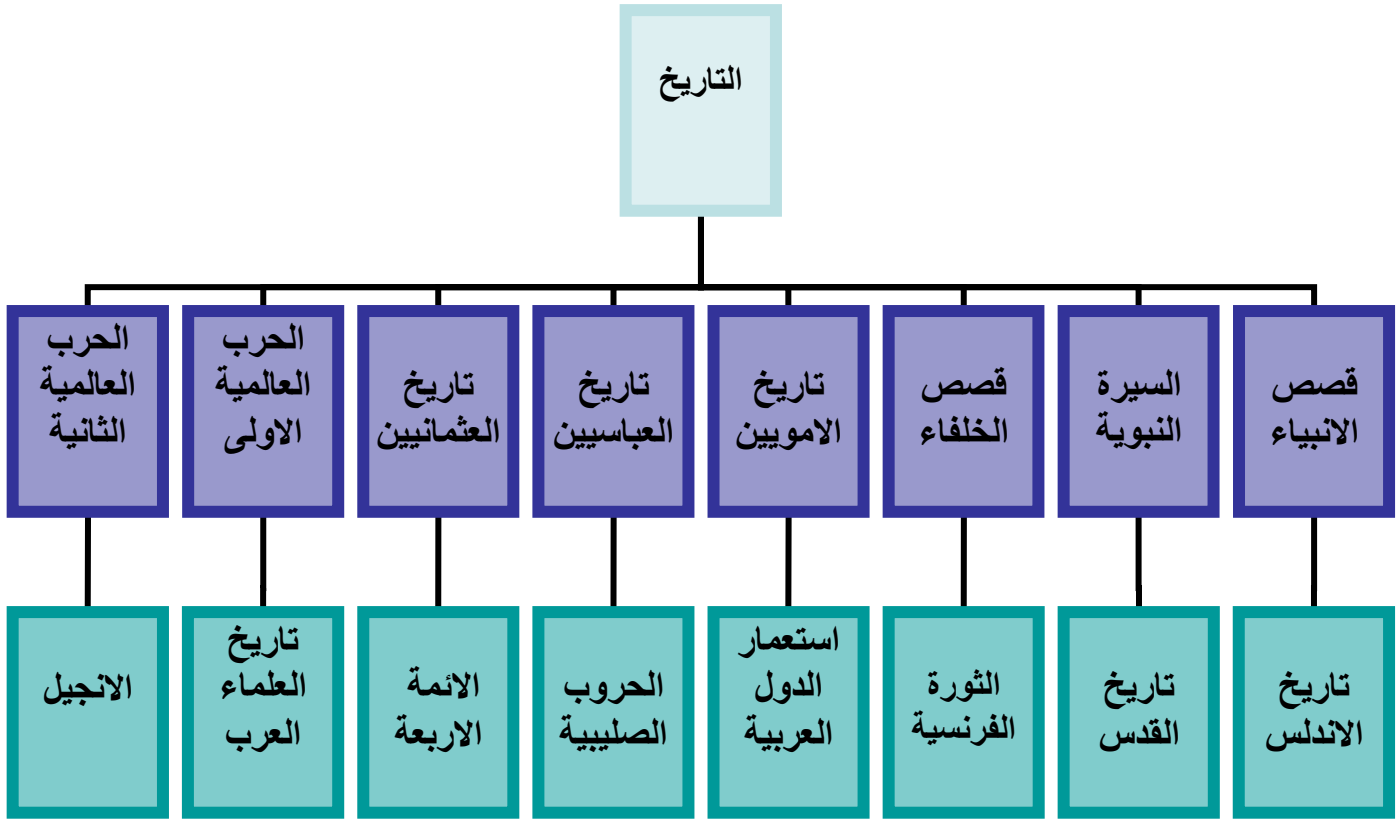 التاريخ
قصص
الانبياء
السيرة
النبوية
قصص
الخلفاء
تاريخ
الامويين
تاريخ
العباسيين
تاريخ
العثمانيين
الحرب
العالمية
الاولى
الحرب
العالمية
الثانية
تاريخ
الاندلس
تاريخ
القدس
الثورة
الفرنسية
استعمار
الدول
العربية
الحروب
الصليبية
الائمة
الاربعة
تاريخ
العلماء
العرب
الانجيل